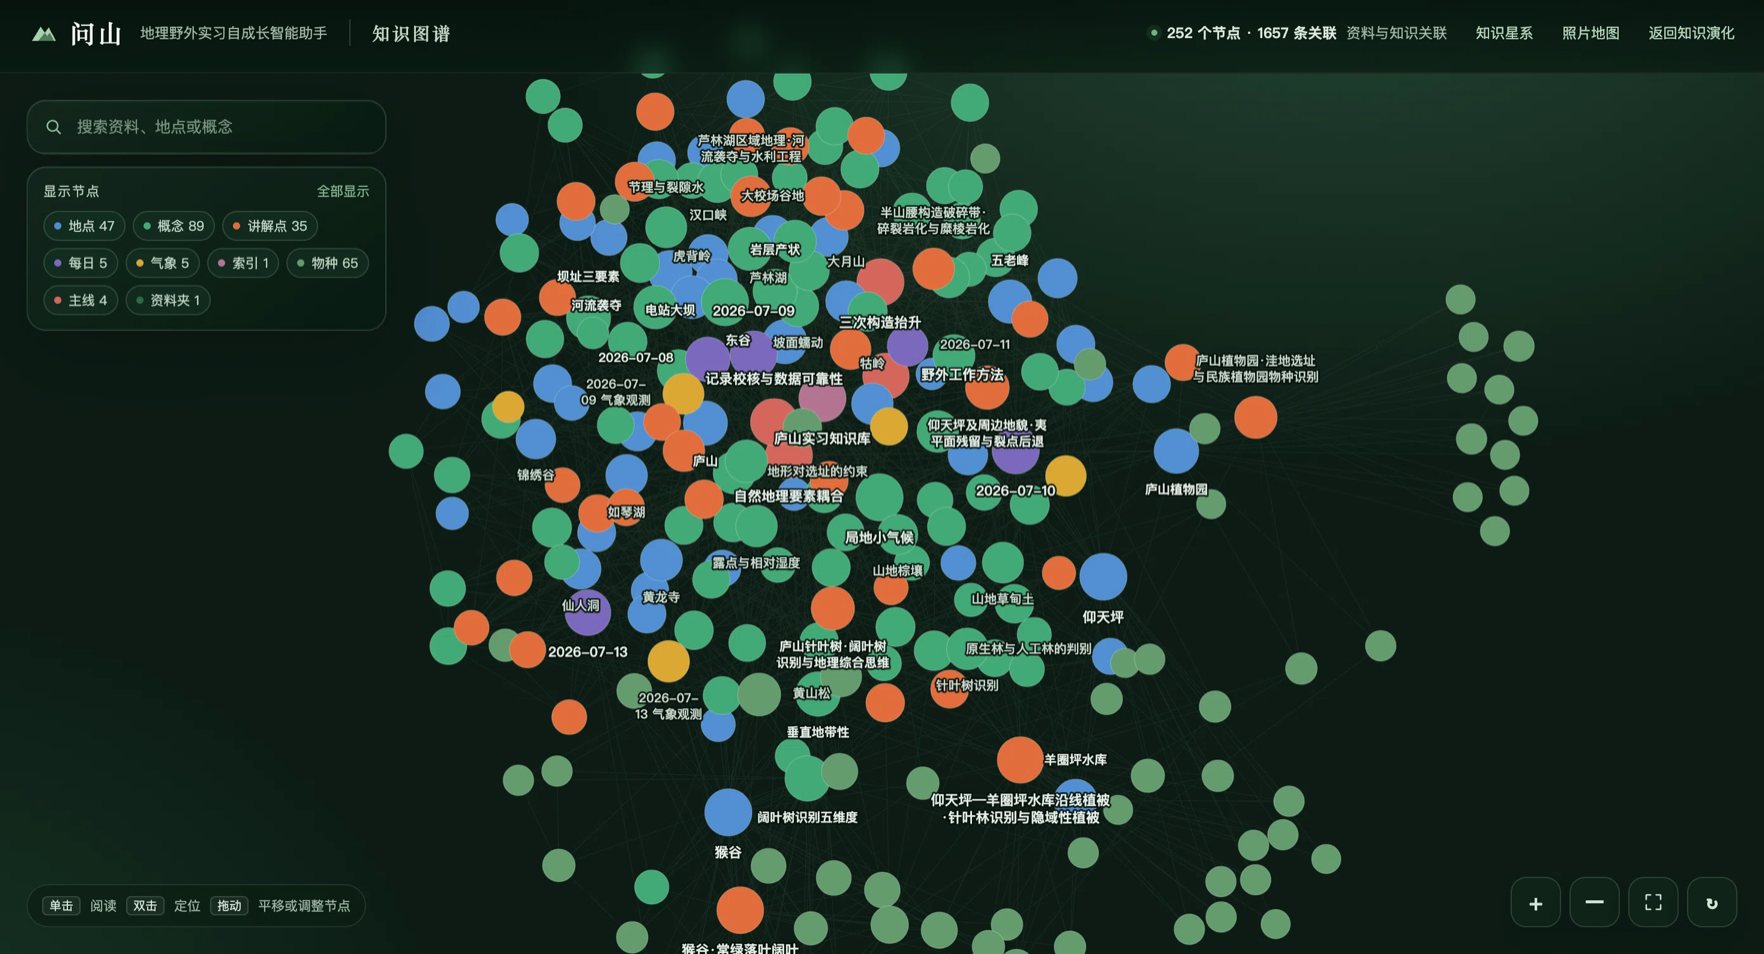 问山
地理野外实习自成长智能助手
知识图谱
252 个节点 · 1657 条关联
资料与知识关联
知识星系
照片地图
返回知识演化
搜索资料、地点或概念
显示节点
全部显示
地点 47
概念 89
讲解点 35
每日 5
气象 5
索引 1
物种 65
主线 4
资料夹 1
芦林湖区域地理·河
流袭夺与水利工程
节理与裂隙水
大校场谷地
汉口峡
半山腰构造破碎带·
碎裂岩化与糜棱岩化
岩层产状
虎背岭
大月山
五老峰
坝址三要素
芦林湖
河流袭夺
电站大坝
2026-07-09
三次构造抬升
东谷
坡面蠕动
2026-07-11
2026-07-08
牯岭
野外工作方法
庐山植物园·洼地选址
与民族植物园物种识别
记录校核与数据可靠性
2026-07-
09 气象观测
仰天坪及周边地貌·夷
平面残留与裂点后退
庐山实习知识库
庐山
地形对选址的约束
锦绣谷
2026-07-10
庐山植物园
自然地理要素耦合
如琴湖
局地小气候
露点与相对湿度
山地棕壤
黄龙寺
仙人洞
山地草甸土
仰天坪
2026-07-13
庐山针叶树·阔叶树
识别与地理综合思维
原生林与人工林的判别
针叶树识别
黄山松
2026-07-
13 气象观测
垂直地带性
羊圈坪水库
仰天坪—羊圈坪水库沿线植被
·针叶林识别与隐域性植被
阔叶树识别五维度
猴谷
单击 阅读 双击 定位 拖动 平移或调整节点
猴谷·常绿落叶阔叶